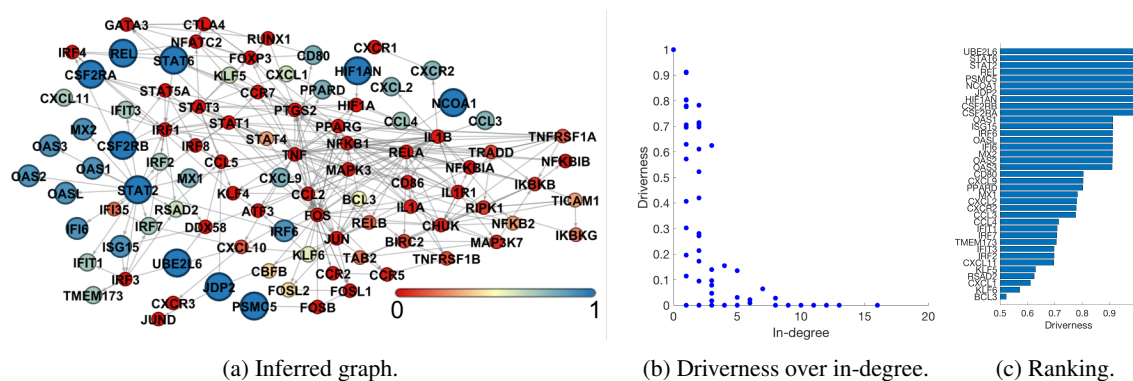 GATA3 CTLA4
NFATC2 RUNX1
IRF4 REL STAT6 FOXP3 CD80 CXCR1
CSF2RA KLF5 CXCL1 HIF1AN CXCR2
CXCL11 STAT5A CCR7 PPARD CXCL2 NCOA1
IFIT3 STAT3 PTGS2 HIF1A
MX2 IRF1 STAT1 PPARG CCL4 CCL3
OAS3 CSF2RB IRF8 STAT4 NFKB1 IL1B TNFRSF1A
OAS2 OAS1 IRF2 CCL5 TNF RELA TRADD NFKBIB
OASL STAT2 MX1 CXCL9 MAPK3 NFKBIA
KLF4 CCL2 CD86 IL1R1 IKBKB
IFI35 RSAD2 ATF3 BCL3 IL1A RIPK1 TICAM1
IFI6 IRF7 DDX58 FOS RELB CHUK NFKB2
ISG15 CXCL10 IRF6 JUN BIRC2 MAP3K7 IKBKG
IFIT1 UBE2L6 KLF6 TAB2 TNFRSF1B
IRF3 CBFB CCR2 CCR5
TMEM173 JDP2 FOSL2 FOSL1
CXCR3 PSMC5 FOSB
JUND
0 1
(a) Inferred graph.
Driverness
1
0.9
0.8
0.7
0.6
0.5
0.4
0.3
0.2
0.1
0
0 5 10 15 20
In-degree
(b) Driverness over in-degree.
UBE2L6
STAT6
STAT2
REL
PSMC5
NCOA1
JDP2
HIF1AN
CSF2RB
CSF2RA
OAS1
ISG15
IRF6
OASL
IFI6
MX2
OAS2
OAS3
CD80
CXCL9
PPARD
MX1
CXCL2
CXCR2
CCL3
CCL4
IFIT1
IRF7
TMEM173
IFIT3
IRF2
CXCL11
KLF5
RSAD2
CXCL1
KLF6
BCL3
0.5 0.6 0.7 0.8 0.9
Driverness
(c) Ranking.